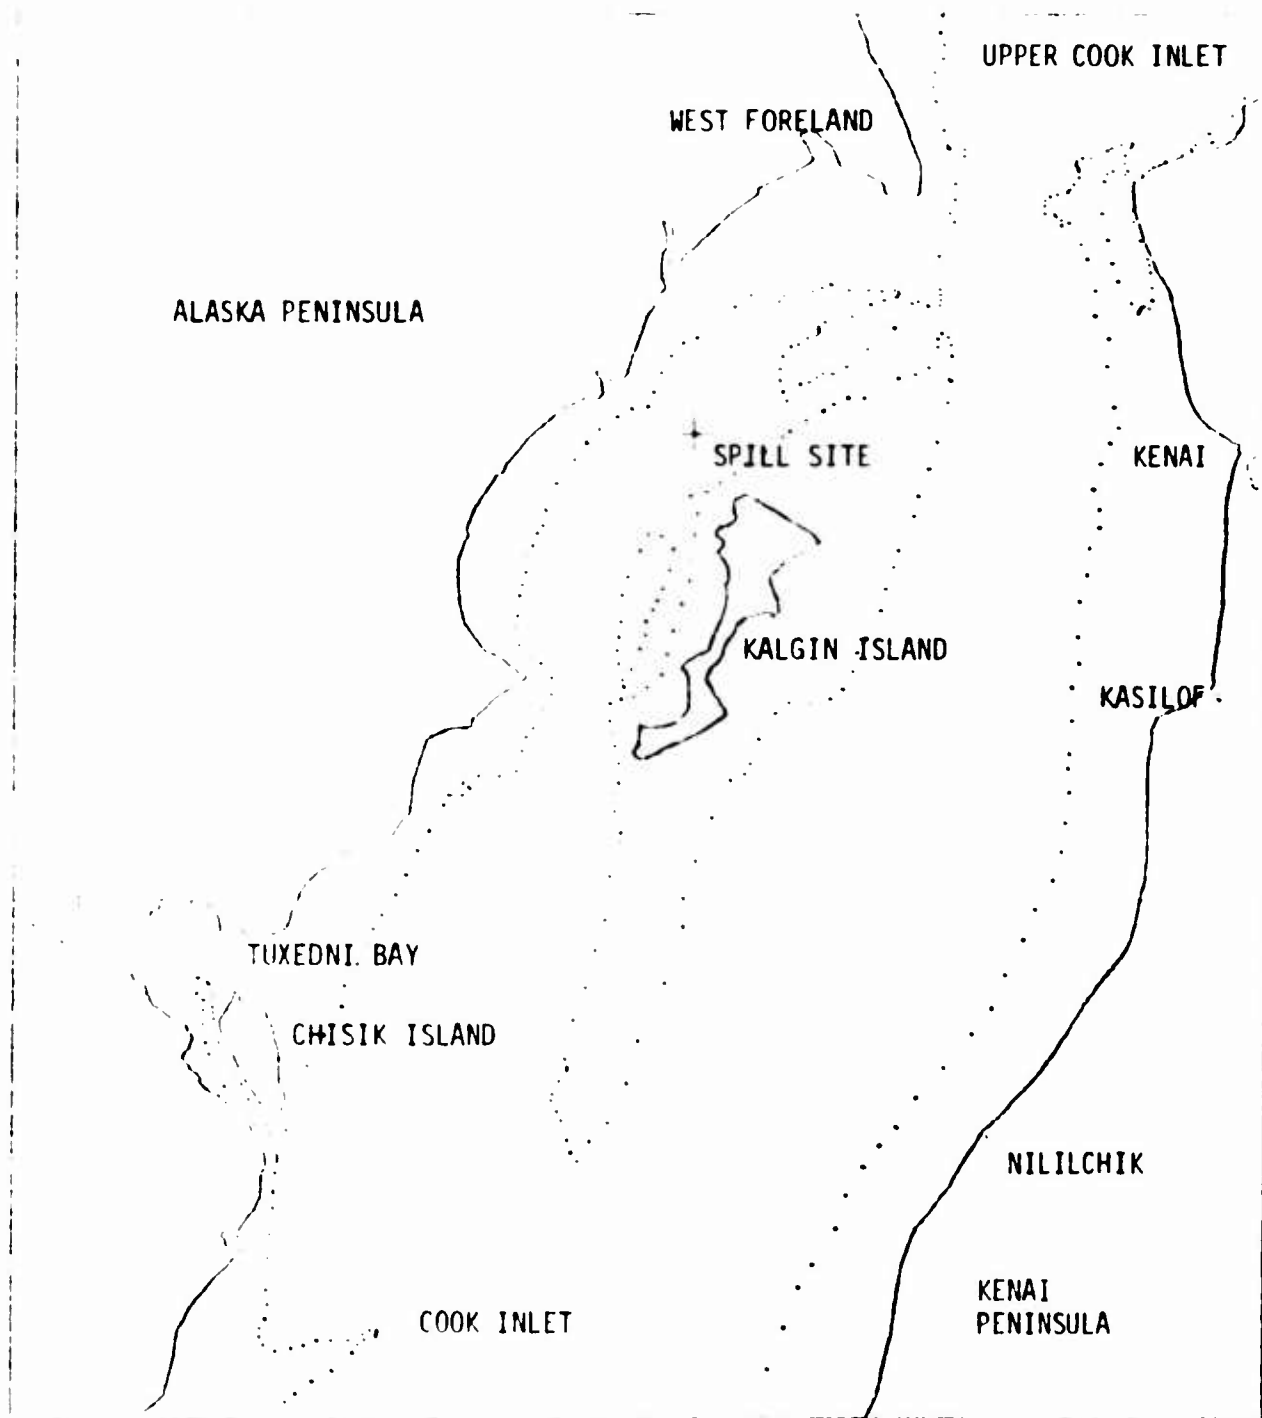 UPPER COOK INLET
WEST FORELAND
ALASKA PENINSULA
SPILL SITE
KENAI
KALGIN ISLAND
KASILOF
TUXEDNI BAY
CHISIK ISLAND
NILILCHIK
KENAI
PENINSULA
COOK INLET